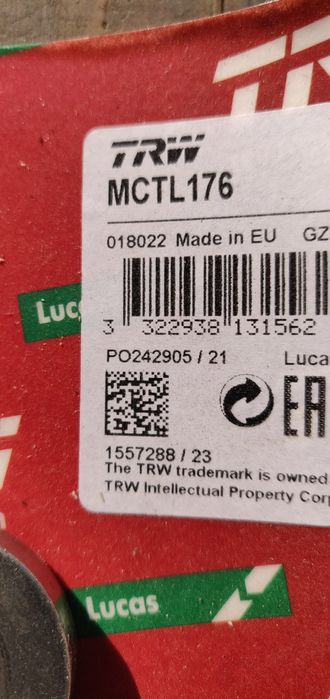 TRW
TRW
MCTL176
018022 Made in EU GZ
Lucas
3 322938 131562
PO242905 / 21 Luca
EAC
1557288 / 23
The TRW trademark is owned
TRW Intellectual Property Corp
Lucas